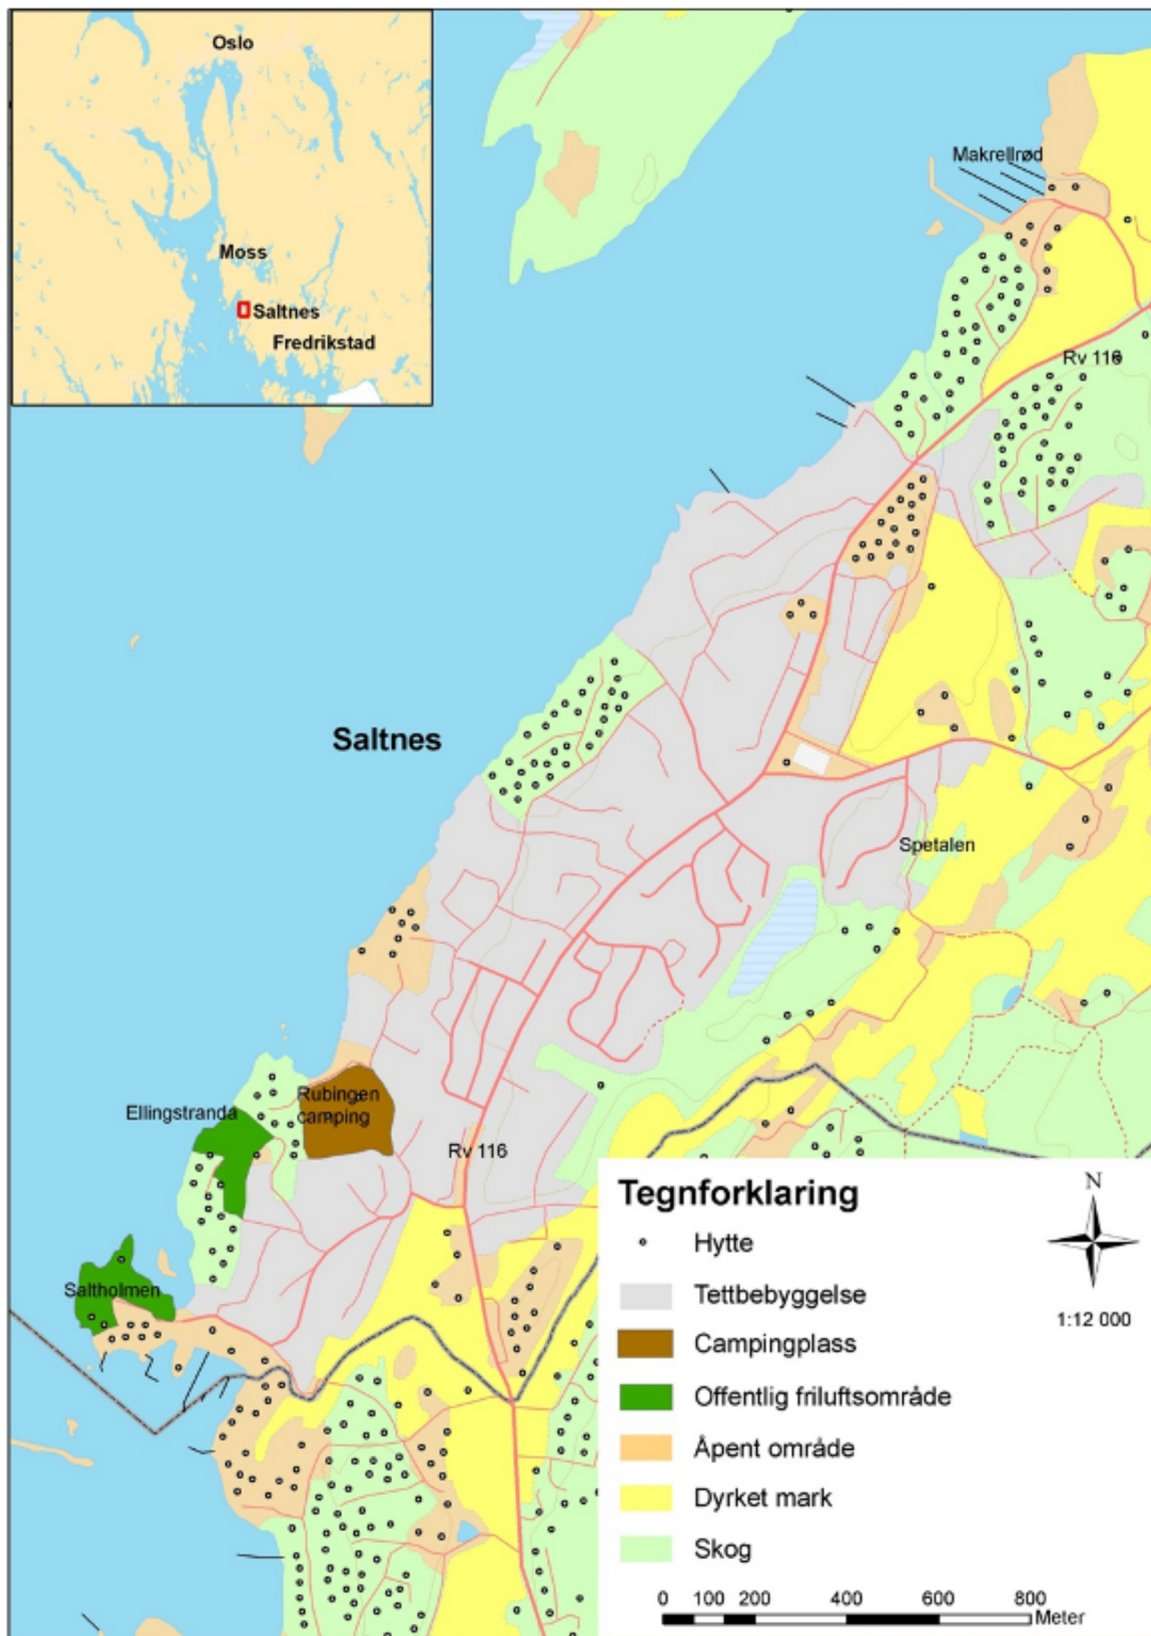 Oslo
Moss
Saltnes
Fredrikstad
Makrellrød
Rv 116
Saltnes
Spetalen
Rubingen
camping
Ellingstranda
Rv 116
Saltholmen
Tegnforklaring
N
Hytte
Tettbebyggelse
1:12 000
Campingplass
Offentlig friluftsområde
Åpent område
Dyrket mark
Skog
0 100 200 400 600 800
Meter